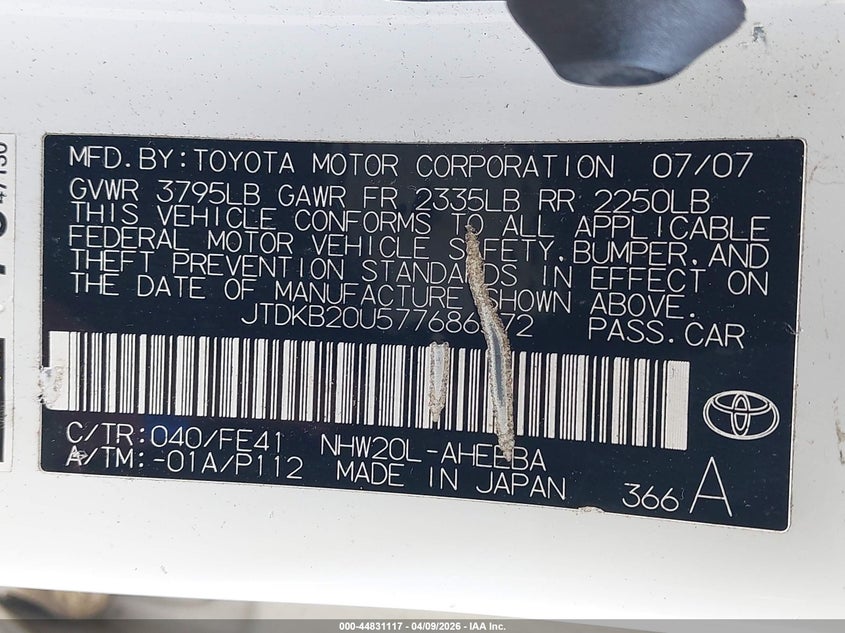 MFD. BY: TOYOTA MOTOR CORPORATION 07/07
GVWR 3795LB GAWR FR 2335LB RR 2250LB
THIS VEHICLE CONFORMS TO ALL APPLICABLE
FEDERAL MOTOR VEHICLE SAFETY, BUMPER, AND
THEFT PREVENTION STANDARDS IN EFFECT ON
THE DATE OF MANUFACTURE SHOWN ABOVE.
PASS. CAR
C/TR: 040/FE41 NHW20L-AHEEBA
A/TM: -01A/P112 MADE IN JAPAN
366 A
000-44831117 | 04/09/2026 - IAA Inc.